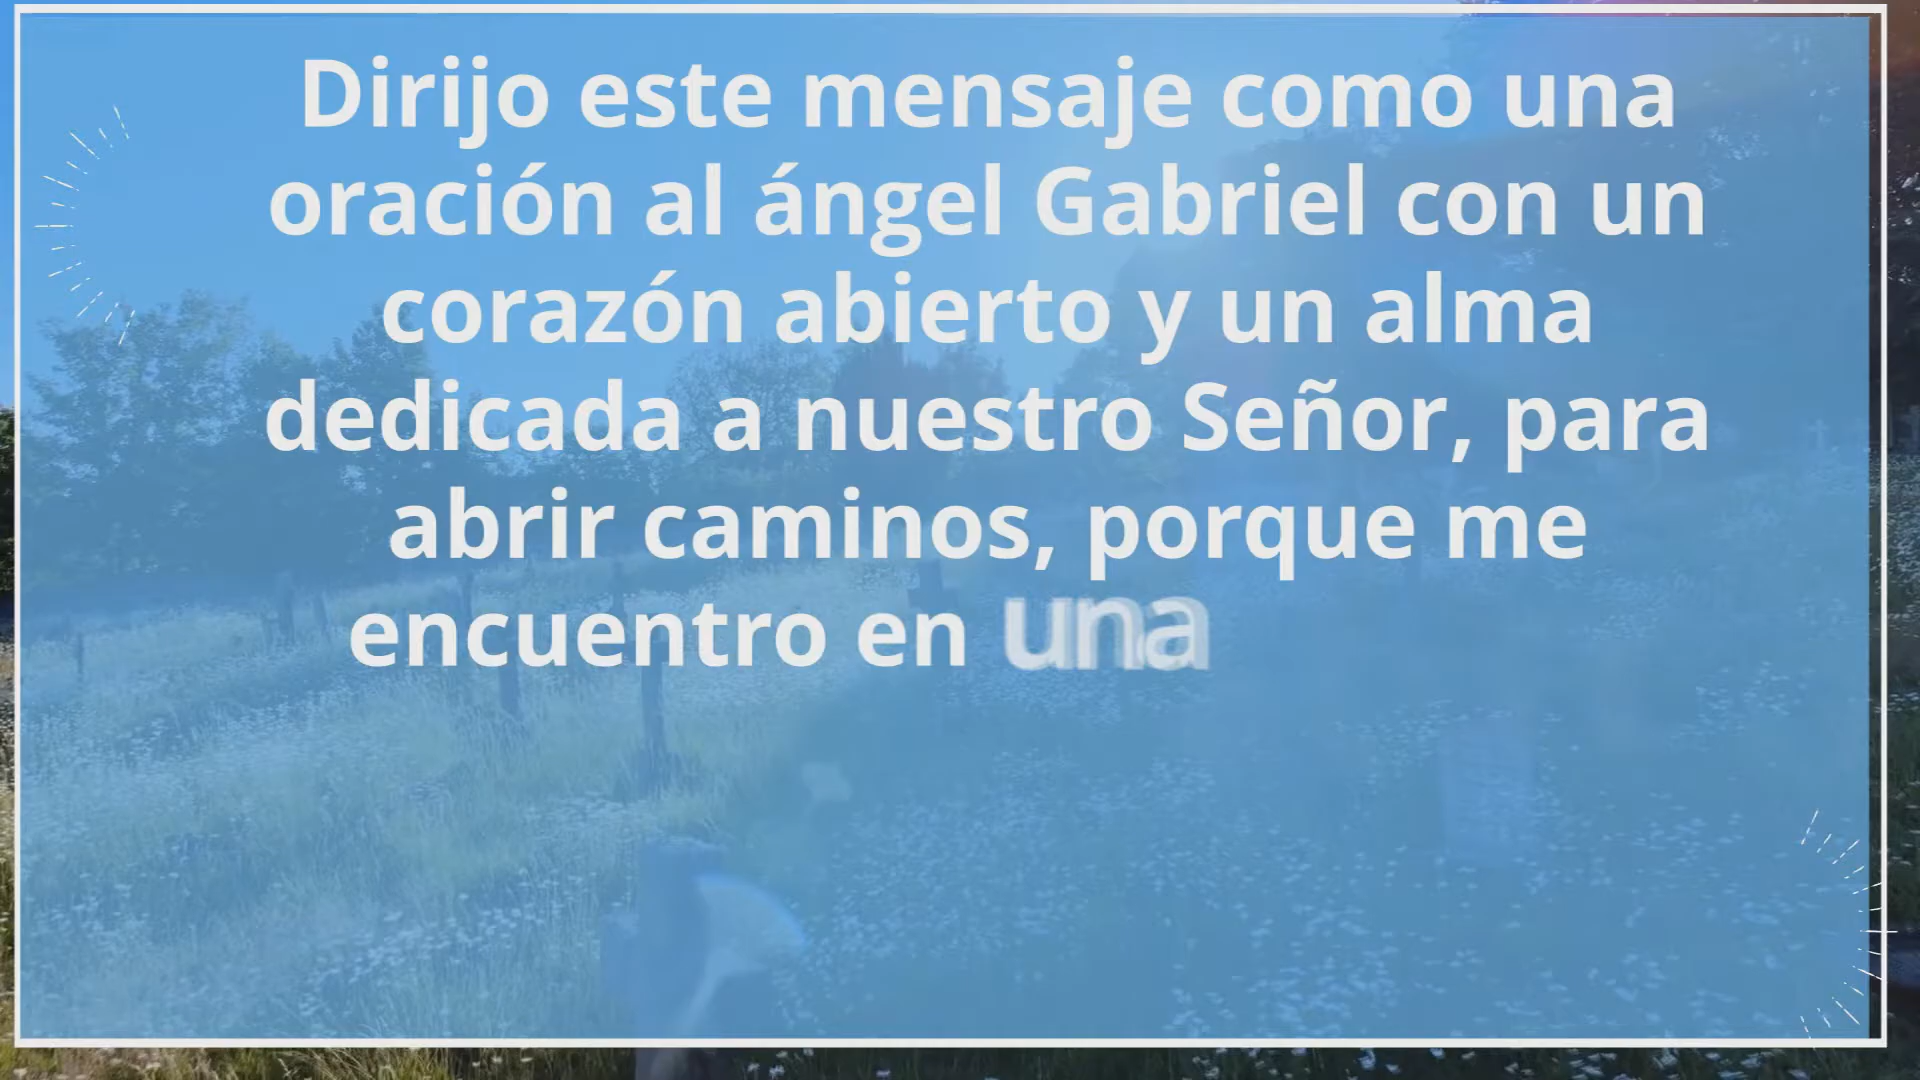 Dirijo este mensaje como una
oración al ángel Gabriel con un
corazón abierto y un alma
dedicada a nuestro Señor, para
abrir caminos, porque me
encuentro en una